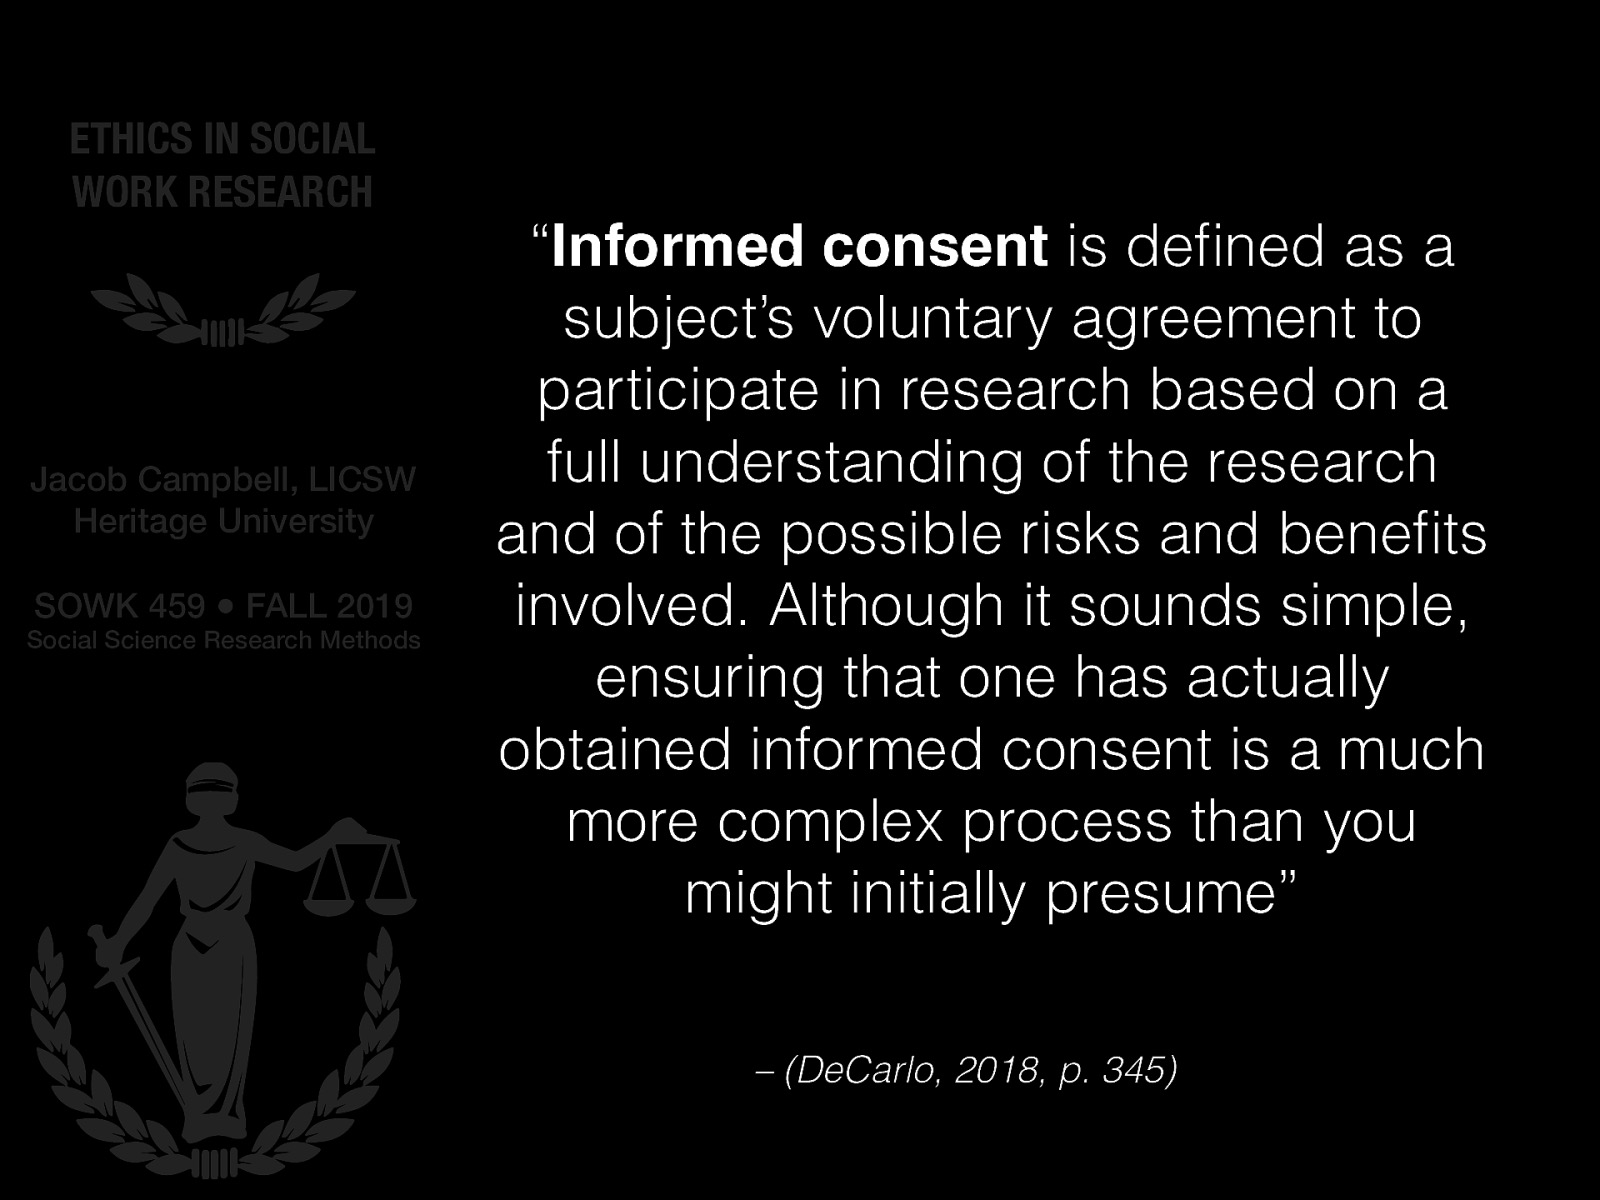 ETHICS IN SOCIAL
WORK RESEARCH
Jacob Campbell, LICSW
Heritage University
SOWK 459 ● FALL 2019
Social Science Research Methods
“Informed consent is defined as a
subject’s voluntary agreement to
participate in research based on a
full understanding of the research
and of the possible risks and benefits
involved. Although it sounds simple,
ensuring that one has actually
obtained informed consent is a much
more complex process than you
might initially presume”
– (DeCarlo, 2018, p. 345)